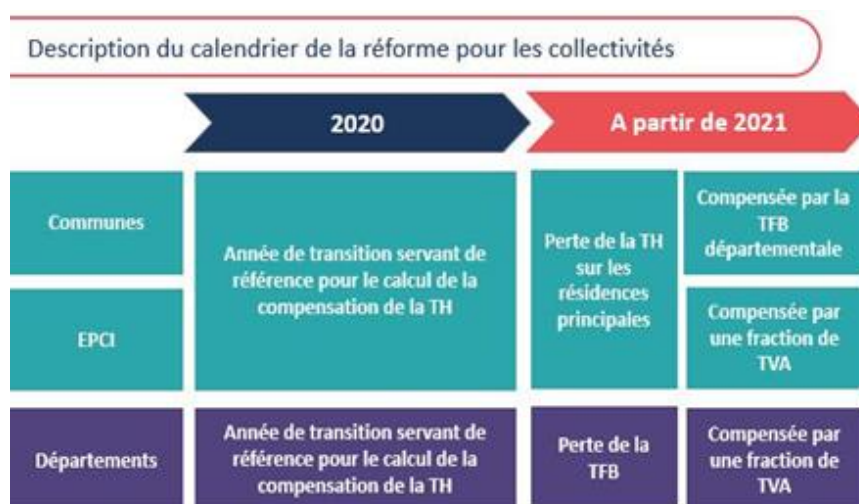 Description du calendrier de la réforme pour les collectivités
2020
A partir de 2021
Communes
Année de transition servant de
référence pour le calcul de la
compensation de la TH
Perte de la TH
sur les
résidences
principales
Compensée par la
TFB
départementale
EPCI
Compensée par
une fraction de
TVA
Départements
Année de transition servant de
référence pour le calcul de la
compensation de la TH
Perte de la
TFB
Compensée par
une fraction de
TVA